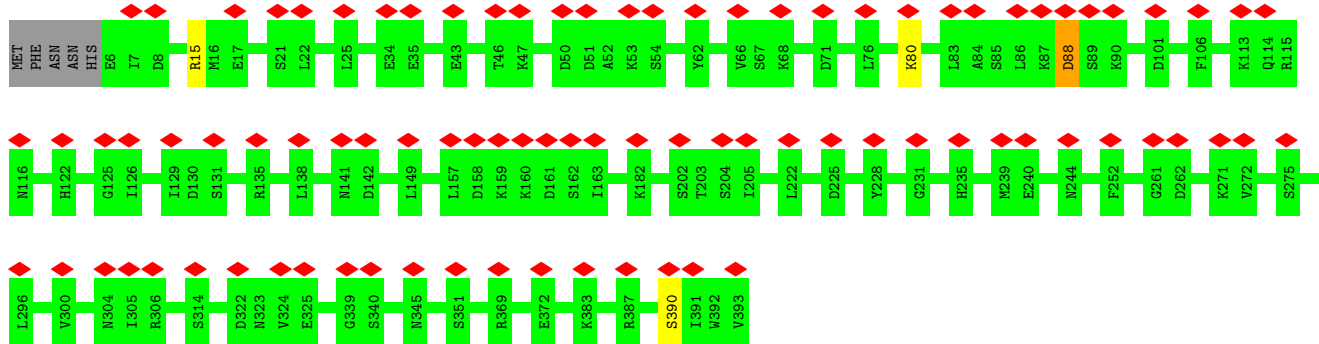 MET PHE ASN ASN HIS E6 I7 D8 R15 M16 E17 S21 L22 L25 E34 E35 E43 T46 K47 D50 D51 A52 K53 S54 Y62 V66 S67 K68 D71 L76 K80 L83 A84 S85 L86 K87 D88 S89 K90 D101 F106 K113 Q114 R115
N116 H122 G125 I126 I129 D130 S131 R135 L138 N141 D142 L149 L157 D158 K159 K160 D161 S162 I163 K182 S202 T203 S204 I205 L222 D225 Y228 G231 H235 M239 E240 N244 F252 G261 D262 K271 V272 S275
L296 V300 N304 I305 R306 S314 D322 N323 V324 E325 G339 S340 N345 S351 R369 E372 K383 R387 S390 I391 W392 V393